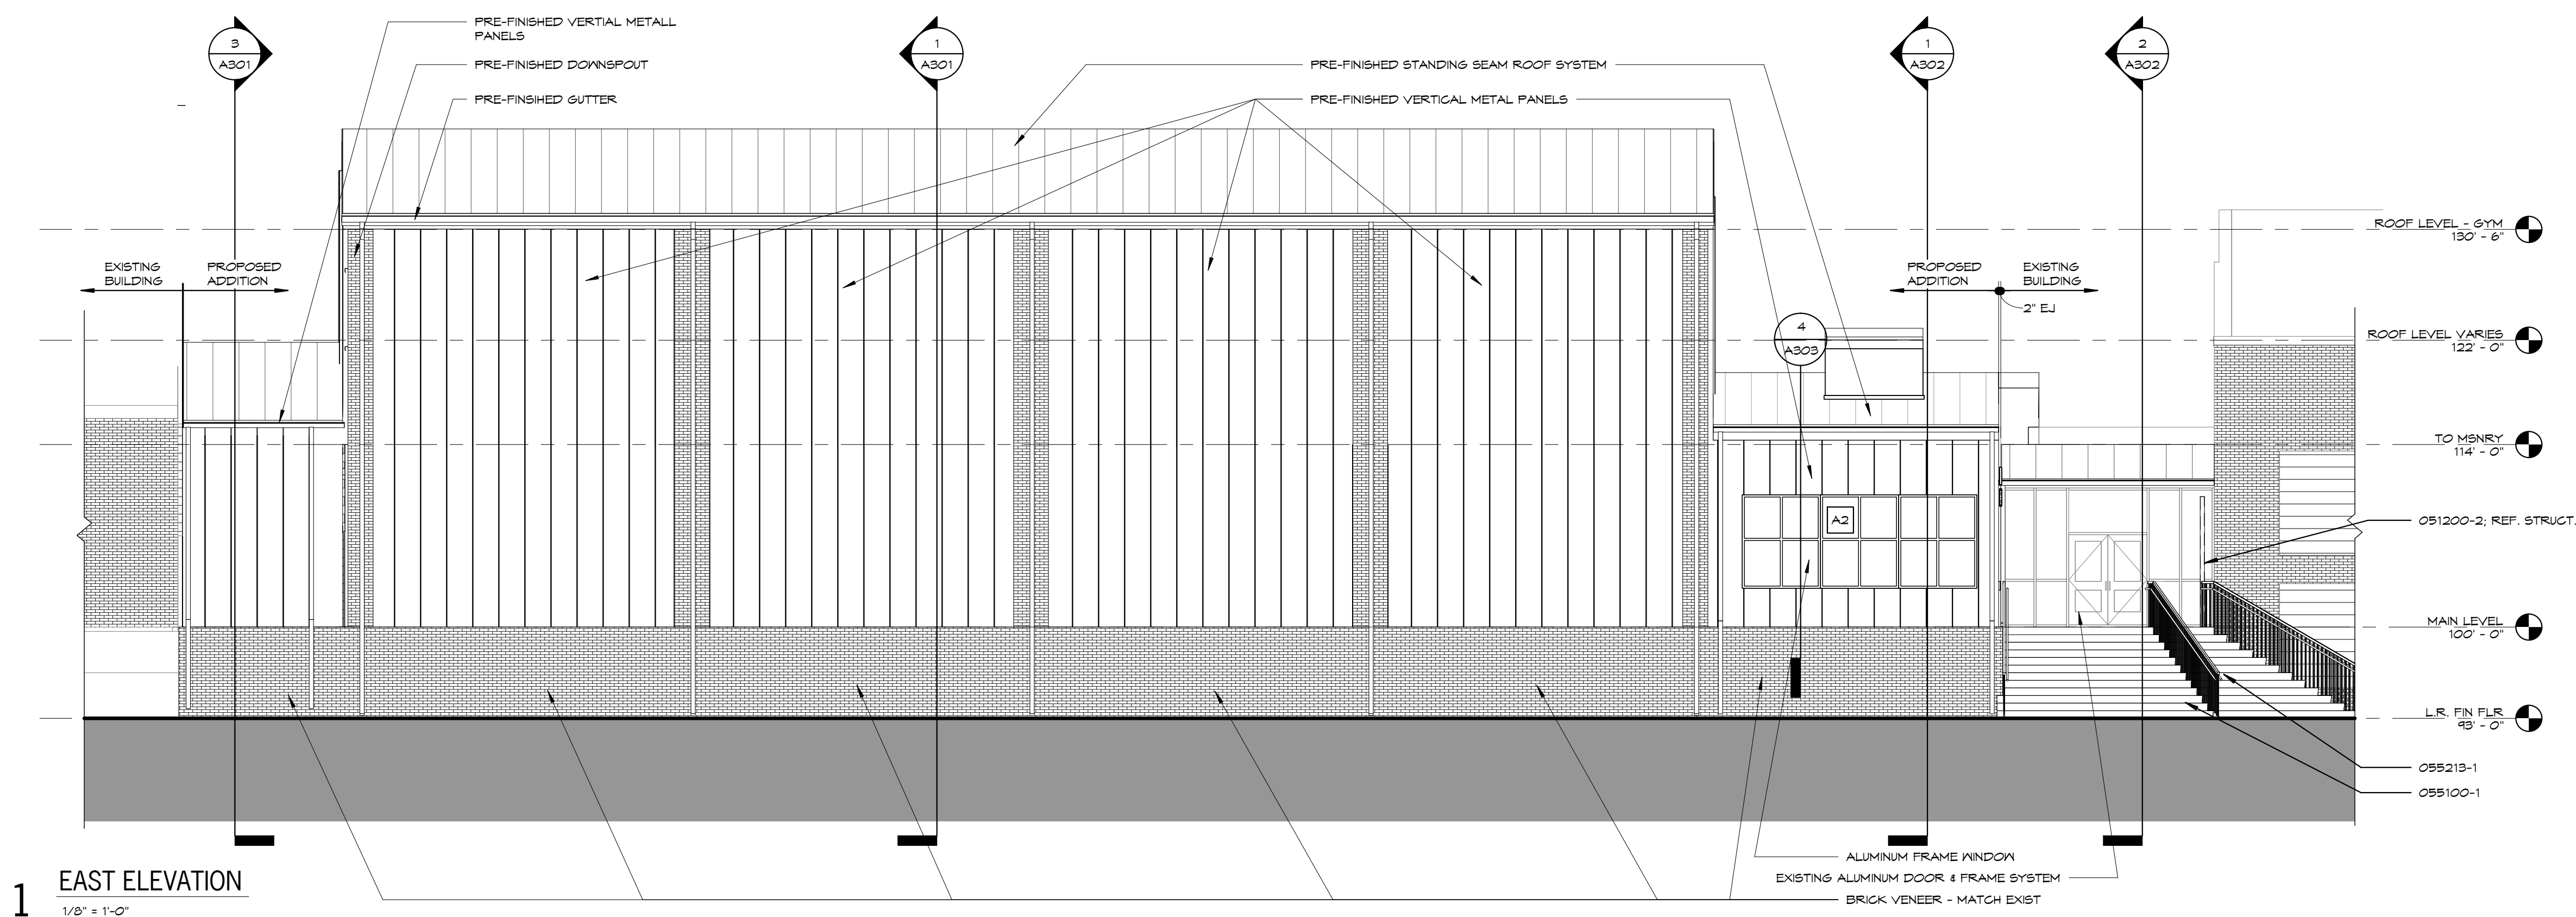 3
A301
PRE-FINISHED VERTIAL METALL
PANELS
PRE-FINISHED DOWNSPOUT
PRE-FINSIHED GUTTER
1
A301
PRE-FINISHED STANDING SEAM ROOF SYSTEM
PRE-FINISHED VERTICAL METAL PANELS
1
A302
2
A302
ROOF LEVEL - GYM
130' - 6"
EXISTING
BUILDING
PROPOSED
ADDITION
PROPOSED
ADDITION
EXISTING
BUILDING
2" EJ
4
A303
ROOF LEVEL VARIES
122' - 0"
TO MSNRY
114' - 0"
A2
051200-2; REF. STRUCT.
MAIN LEVEL
100' - 0"
L.R. FIN FLR
93' - 0"
055213-1
055100-1
ALUMINUM FRAME WINDOW
EXISTING ALUMINUM DOOR & FRAME SYSTEM
BRICK VENEER - MATCH EXIST
1
EAST ELEVATION
1/8" = 1'-0"